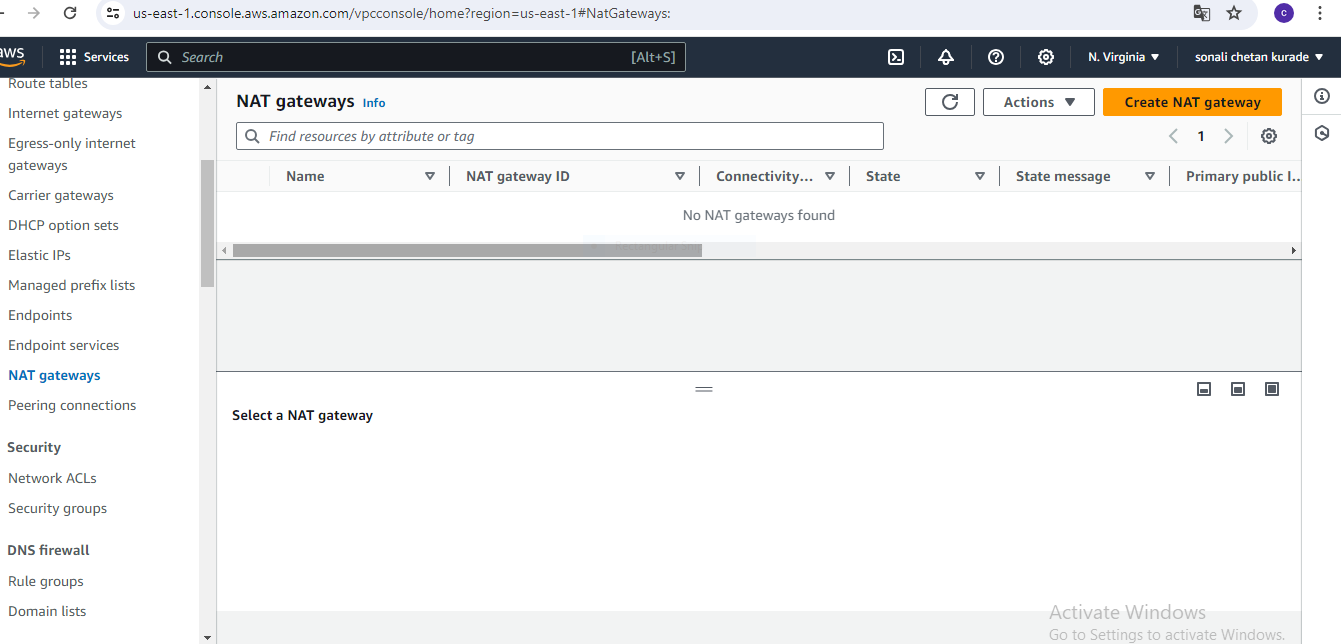 us-east-1.console.aws.amazon.com/vpcconsole/home?region=us-east-1#NatGateways:
C
aws
Services
Search
[Alt+S]
N. Virginia
sonali chetan kurade
Route tables
Internet gateways
Egress-only internet
gateways
Carrier gateways
DHCP option sets
Elastic IPs
Managed prefix lists
Endpoints
Endpoint services
NAT gateways
Peering connections
Security
Network ACLs
Security groups
DNS firewall
Rule groups
Domain lists
NAT gateways Info
Actions
Create NAT gateway
Find resources by attribute or tag
1
Name
NAT gateway ID
Connectivity...
State
State message
Primary public I...
No NAT gateways found
Select a NAT gateway
Activate Windows
Go to Settings to activate Windows.